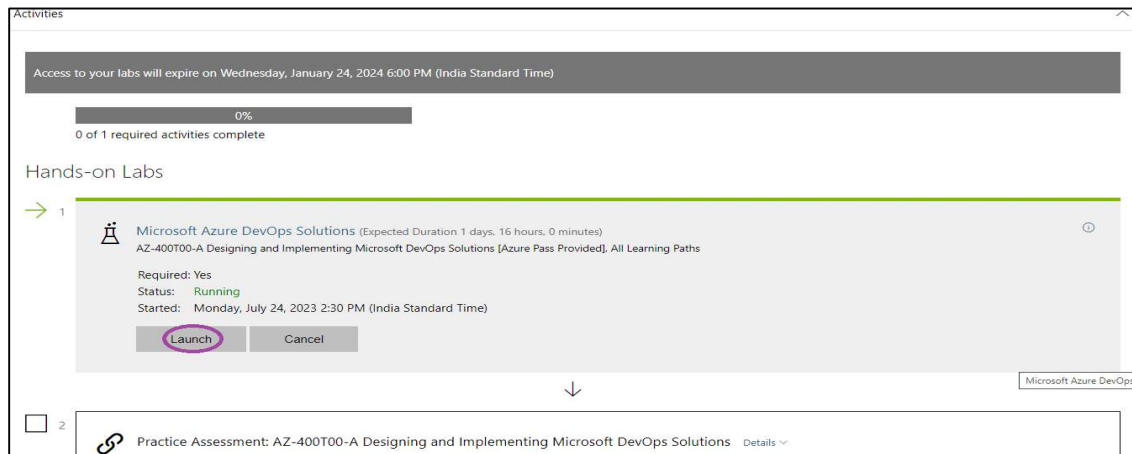 Activities
Access to your labs will expire on Wednesday, January 24, 2024 6:00 PM (India Standard Time)
0%
0 of 1 required activities complete
Hands-on Labs
1
Microsoft Azure DevOps Solutions (Expected Duration 1 days, 16 hours, 0 minutes)
AZ-400T00-A Designing and Implementing Microsoft DevOps Solutions [Azure Pass Provided], All Learning Paths
Required: Yes
Status: Running
Started: Monday, July 24, 2023 2:30 PM (India Standard Time)
Launch Cancel
Microsoft Azure DevOps
2
Practice Assessment: AZ-400T00-A Designing and Implementing Microsoft DevOps Solutions Details